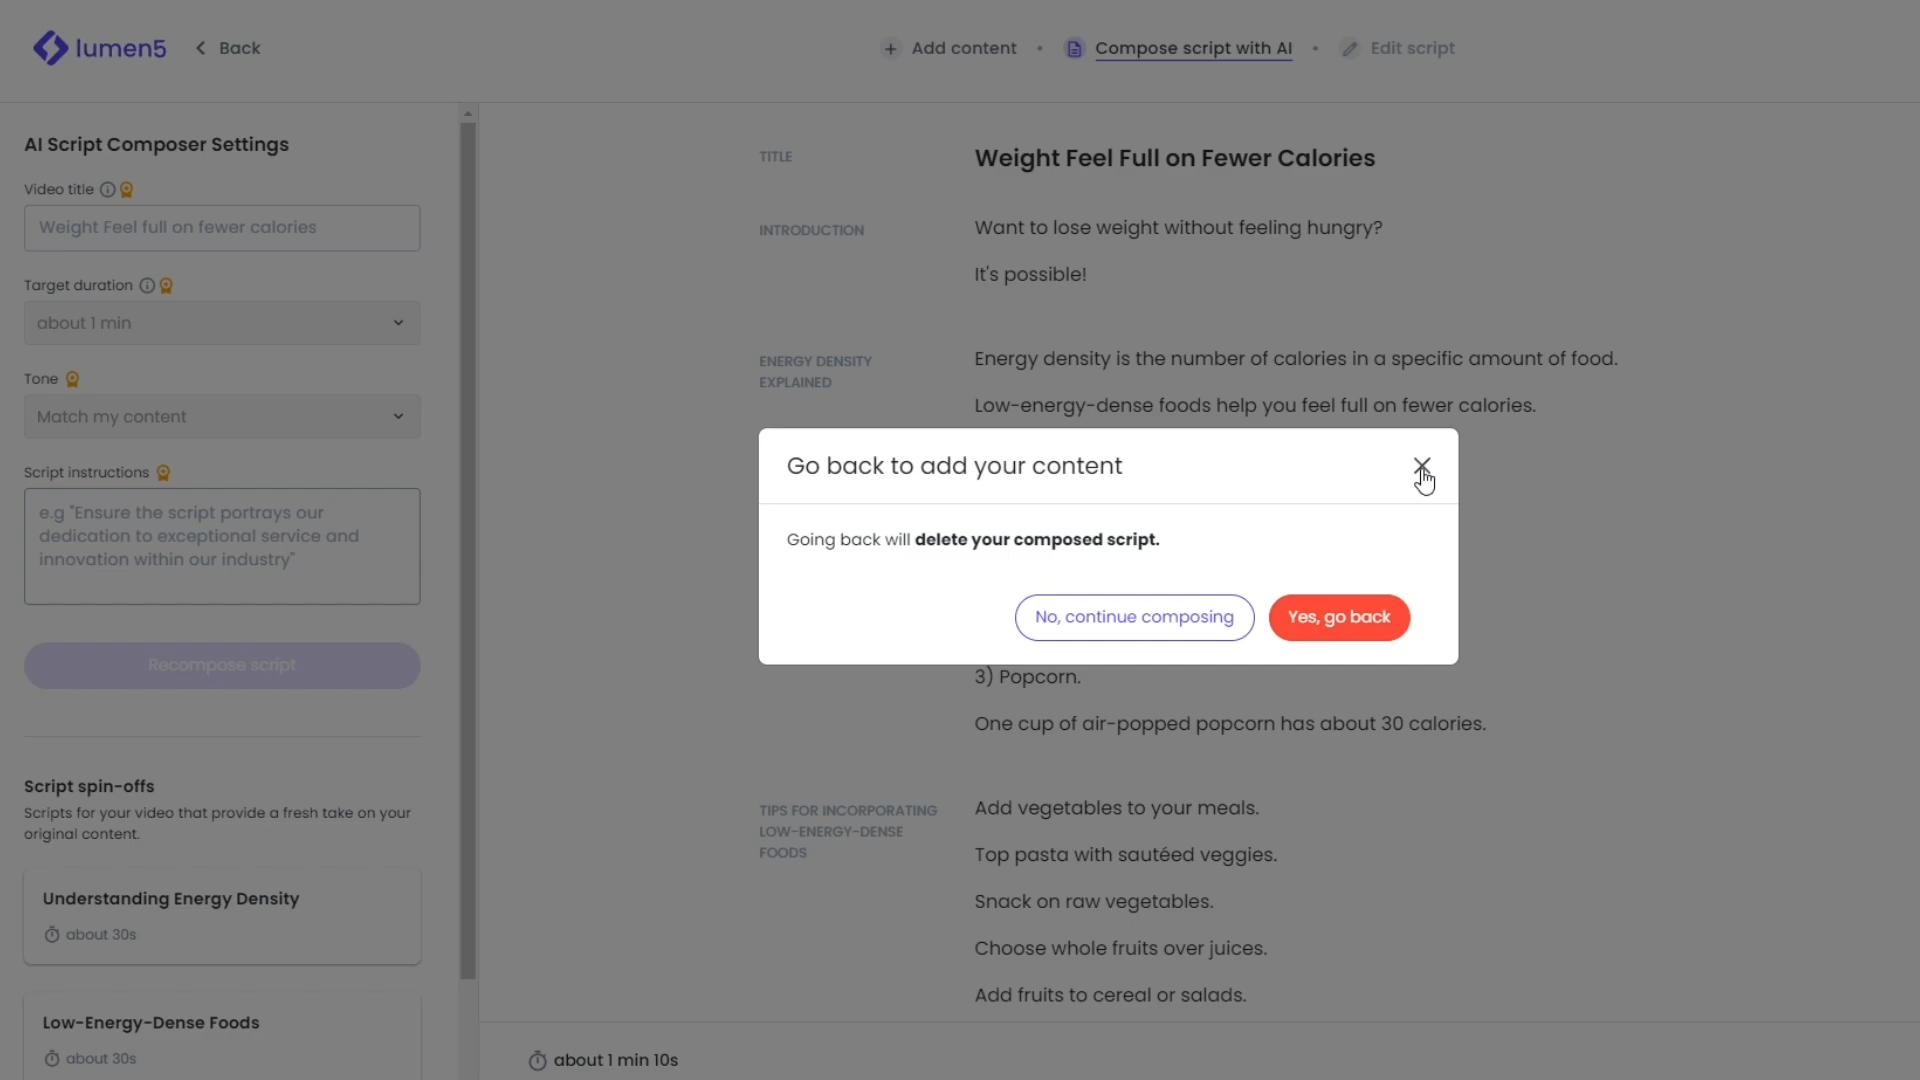 lumen5
Back
Add content
Compose script with AI
Edit script
AI Script Composer Settings
Video title
Weight Feel full on fewer calories
Target duration
about 1 min
Tone
Match my content
Script instructions
e.g "Ensure the script portrays our
dedication to exceptional service and
innovation within our industry"
Recompose script
Script spin-offs
Scripts for your video that provide a fresh take on your
original content.
Understanding Energy Density
about 30s
Low-Energy-Dense Foods
about 30s
TITLE
Weight Feel Full on Fewer Calories
INTRODUCTION
Want to lose weight without feeling hungry?
It's possible!
ENERGY DENSITY
EXPLAINED
Energy density is the number of calories in a specific amount of food.
Low-energy-dense foods help you feel full on fewer calories.
Go back to add your content
Going back will delete your composed script.
No, continue composing
Yes, go back
3) Popcorn.
One cup of air-popped popcorn has about 30 calories.
TIPS FOR INCORPORATING
LOW-ENERGY-DENSE
FOODS
Add vegetables to your meals.
Top pasta with sautéed veggies.
Snack on raw vegetables.
Choose whole fruits over juices.
Add fruits to cereal or salads.
about 1 min 10s